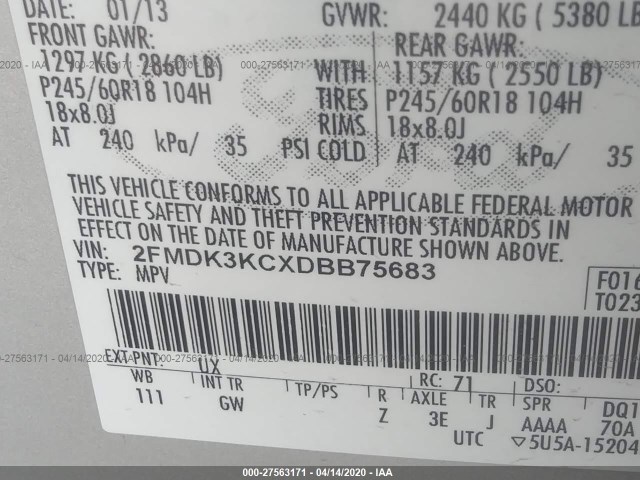 DATE: 01/13 GVWR: 2440 KG ( 5380 LB
FRONT GAWR: REAR GAWR:
1297 KG ( 2860 LB) WITH 1157 KG ( 2550 LB)
P245/60R18 104H TIRES P245/60R18 104H
18x8.0J RIMS 18x8.0J
AT 240 kPa/ 35 PSI COLD AT 240 kPa/ 35
THIS VEHICLE CONFORMS TO ALL APPLICABLE FEDERAL MOTOR
VEHICLE SAFETY AND THEFT PREVENTION STANDARDS IN
EFFECT ON THE DATE OF MANUFACTURE SHOWN ABOVE.
VIN: 2FMDK3KCXDBB75683
TYPE: MPV
F016
T023
EXT PNT: UX RC: 71 DSO:
WB INT TR TP/PS R AXLE TR SPR DQ1
111 GW Z 3E J AAAA 70A
UTC ▽5U5A-15204
000-27563171 - 04/14/2020 - IAA